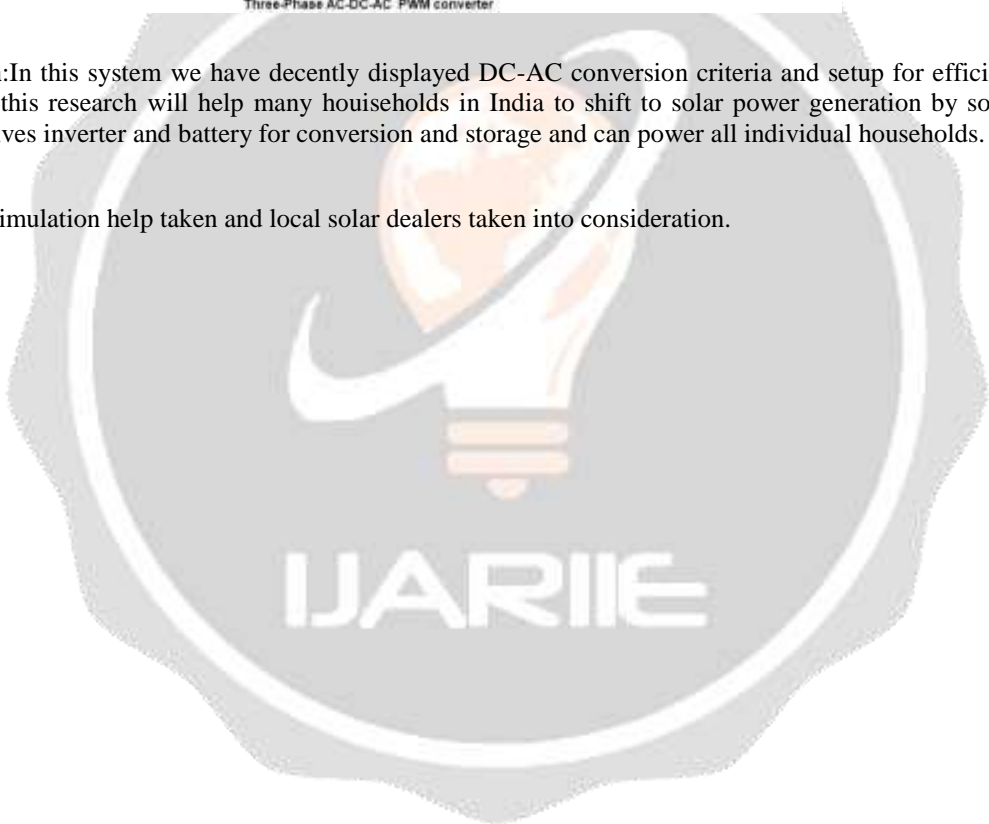 Three-Phase AC-DC-AC PWM converter
:In this system we have decently displayed DC-AC conversion criteria and setup for effici
this research will help many houiseholds in India to shift to solar power generation by so
ves inverter and battery for conversion and storage and can power all individual households.
imulation help taken and local solar dealers taken into consideration.
IJARIIE